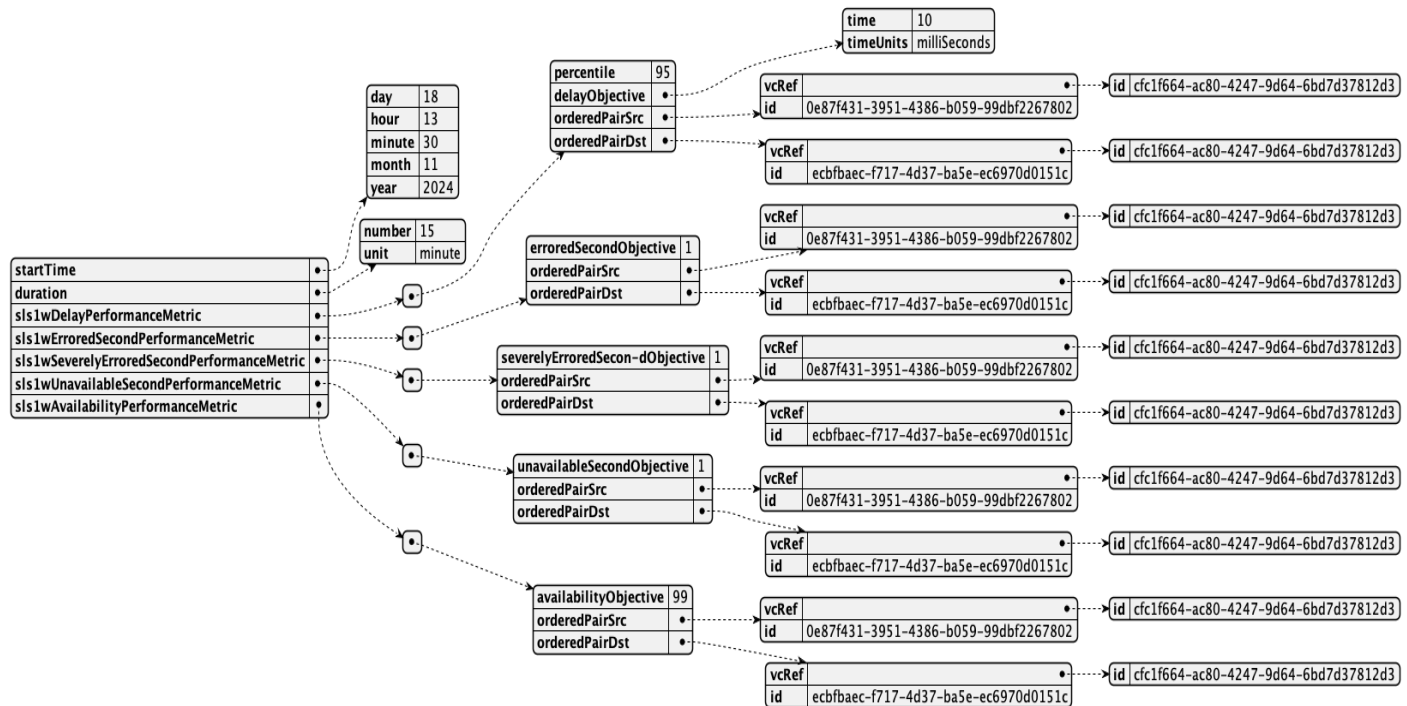 time 10
timeUnits milliSeconds
percentile 95
delayObjective
orderedPairSrc
orderedPairDst
vcRef
id 0e87f431-3951-4386-b059-99dbf2267802
id cfc1f664-ac80-4247-9d64-6bd7d37812d3
vcRef
id ecbfbaec-f717-4d37-ba5e-ec6970d0151c
id cfc1f664-ac80-4247-9d64-6bd7d37812d3
day 18
hour 13
minute 30
month 11
year 2024
number 15
unit minute
startTime
duration
sls1wDelayPerformanceMetric
sls1wErroredSecondPerformanceMetric
sls1wSeverelyErroredSecondPerformanceMetric
sls1wUnavailableSecondPerformanceMetric
sls1wAvailabilityPerformanceMetric
erroredSecondObjective 1
orderedPairSrc
orderedPairDst
vcRef
id 0e87f431-3951-4386-b059-99dbf2267802
id cfc1f664-ac80-4247-9d64-6bd7d37812d3
vcRef
id ecbfbaec-f717-4d37-ba5e-ec6970d0151c
id cfc1f664-ac80-4247-9d64-6bd7d37812d3
severelyErroredSecon-dObjective 1
orderedPairSrc
orderedPairDst
vcRef
id 0e87f431-3951-4386-b059-99dbf2267802
id cfc1f664-ac80-4247-9d64-6bd7d37812d3
vcRef
id ecbfbaec-f717-4d37-ba5e-ec6970d0151c
id cfc1f664-ac80-4247-9d64-6bd7d37812d3
unavailableSecondObjective 1
orderedPairSrc
orderedPairDst
vcRef
id 0e87f431-3951-4386-b059-99dbf2267802
id cfc1f664-ac80-4247-9d64-6bd7d37812d3
vcRef
id ecbfbaec-f717-4d37-ba5e-ec6970d0151c
id cfc1f664-ac80-4247-9d64-6bd7d37812d3
availabilityObjective 99
orderedPairSrc
orderedPairDst
vcRef
id 0e87f431-3951-4386-b059-99dbf2267802
id cfc1f664-ac80-4247-9d64-6bd7d37812d3
vcRef
id ecbfbaec-f717-4d37-ba5e-ec6970d0151c
id cfc1f664-ac80-4247-9d64-6bd7d37812d3